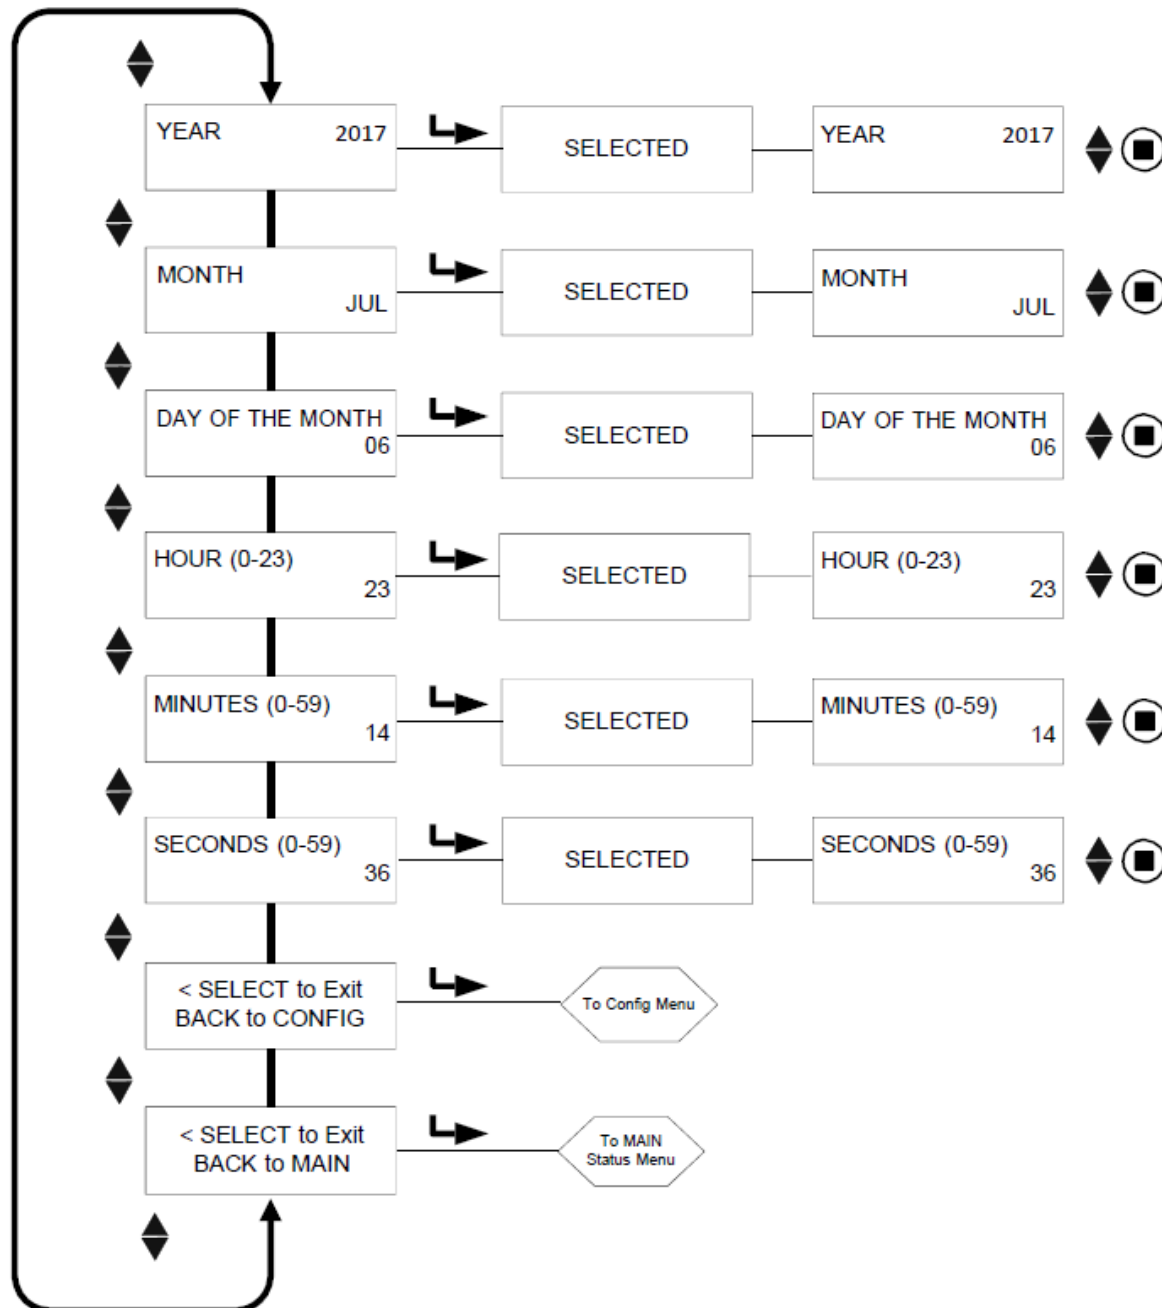 YEAR 2017
SELECTED
YEAR 2017
MONTH
JUL
SELECTED
MONTH
JUL
DAY OF THE MONTH
06
SELECTED
DAY OF THE MONTH
06
HOUR (0-23)
23
SELECTED
HOUR (0-23)
23
MINUTES (0-59)
14
SELECTED
MINUTES (0-59)
14
SECONDS (0-59)
36
SELECTED
SECONDS (0-59)
36
< SELECT to Exit
BACK to CONFIG
To Config Menu
< SELECT to Exit
BACK to MAIN
To MAIN
Status Menu